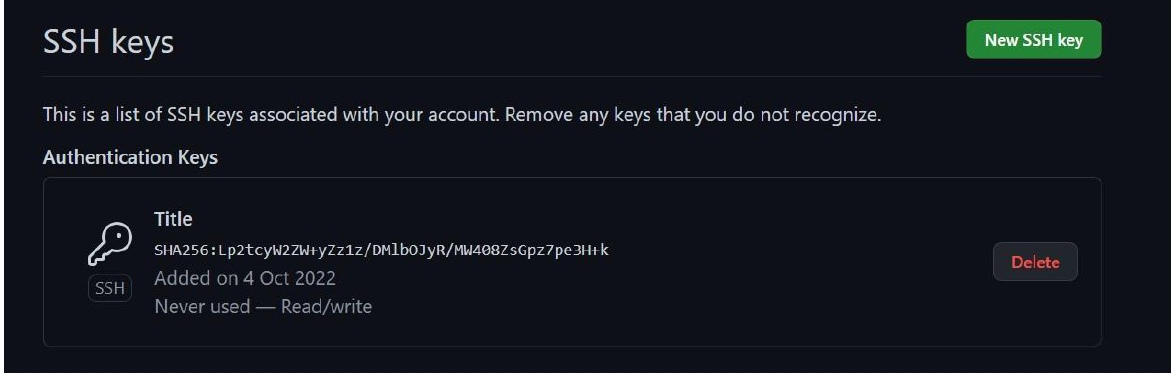 SSH keys
New SSH key
This is a list of SSH keys associated with your account. Remove any keys that you do not recognize.
Authentication Keys
Title
SHA256:Lp2tcyW2ZW+yZz1z/DMlbOJyR/MW408ZsGpz7pe3H+k
Added on 4 Oct 2022
Never used — Read/write
SSH
Delete